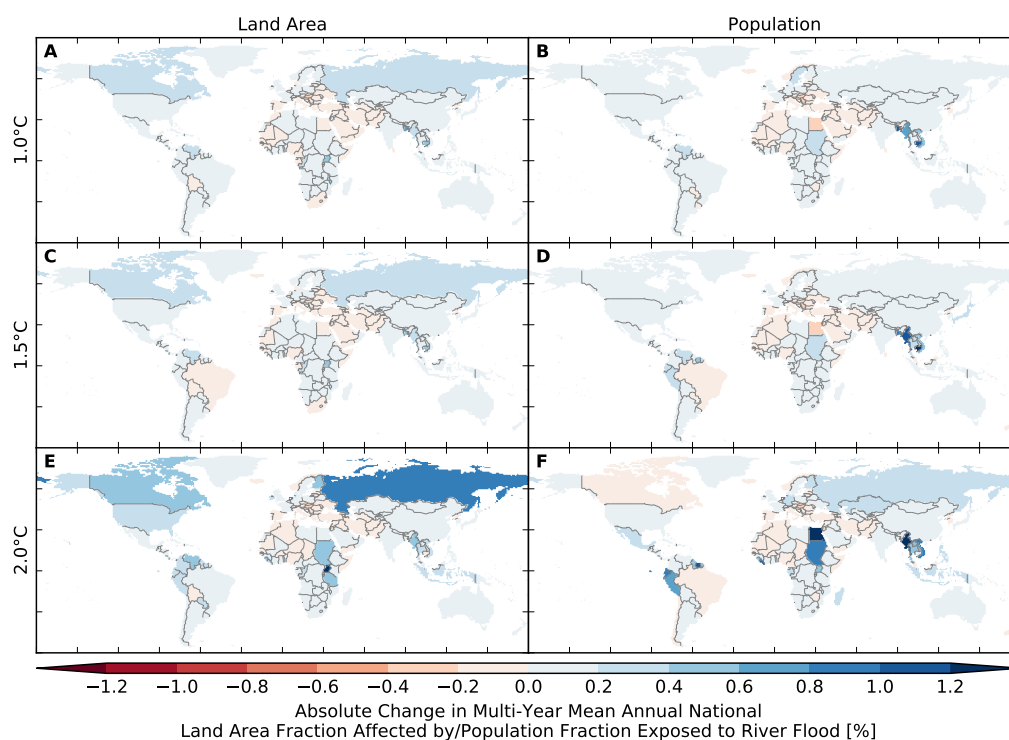 Land Area
Population
A
B
1.0°C
C
D
1.5°C
E
F
2.0°C
−1.2 −1.0 −0.8 −0.6 −0.4 −0.2 0.0 0.2 0.4 0.6 0.8 1.0 1.2
Absolute Change in Multi-Year Mean Annual National
Land Area Fraction Affected by/Population Fraction Exposed to River Flood [%]